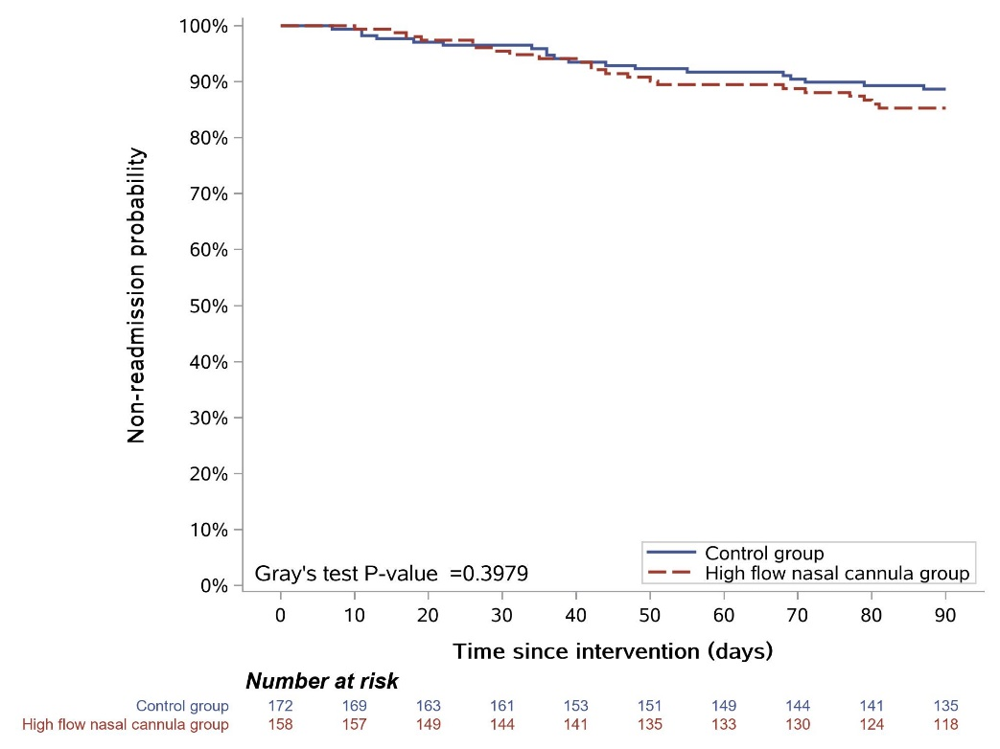 100%
90%
80%
70%
60%
50%
40%
30%
20%
10%
0%
Non-readmission probability
Gray's test P-value =0.3979
Control group
High flow nasal cannula group
0 10 20 30 40 50 60 70 80 90
Time since intervention (days)
Number at risk
Control group 172 169 163 161 153 151 149 144 141 135
High flow nasal cannula group 158 157 149 144 141 135 133 130 124 118